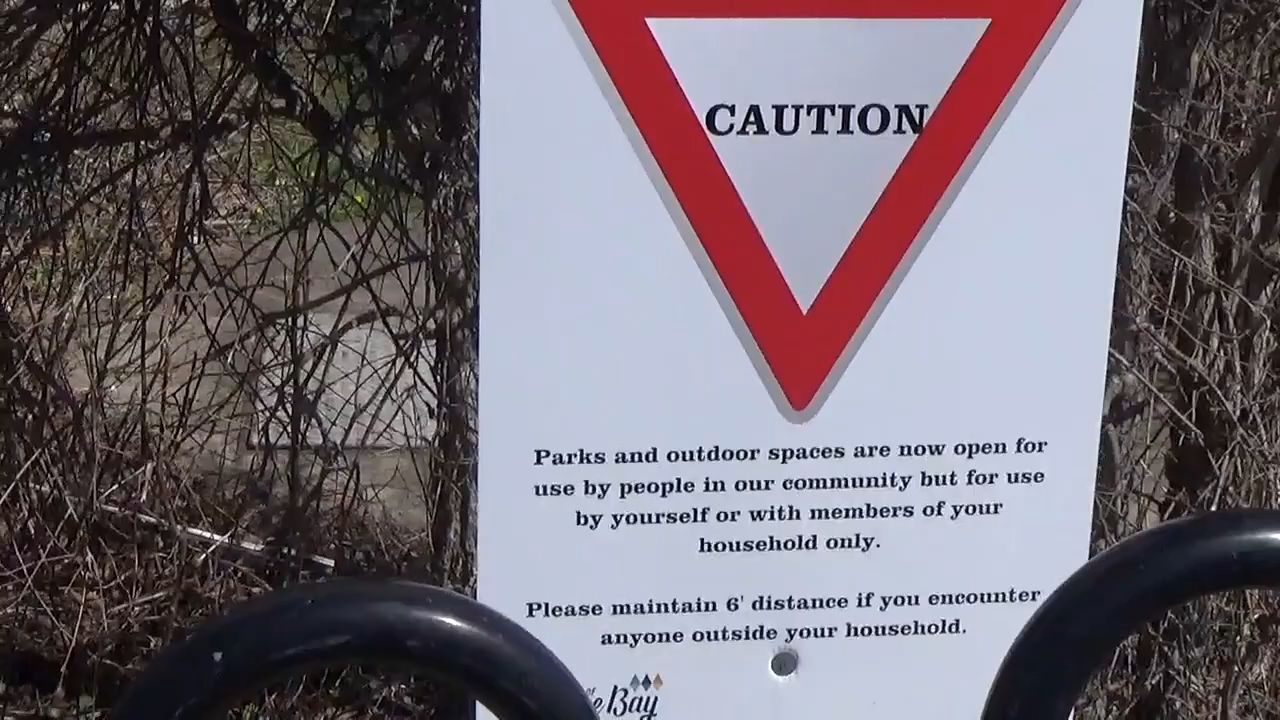 CAUTION
Parks and outdoor spaces are now open for
use by people in our community but for use
by yourself or with members of your
household only.
Please maintain 6' distance if you encounter
anyone outside your household.
Bay